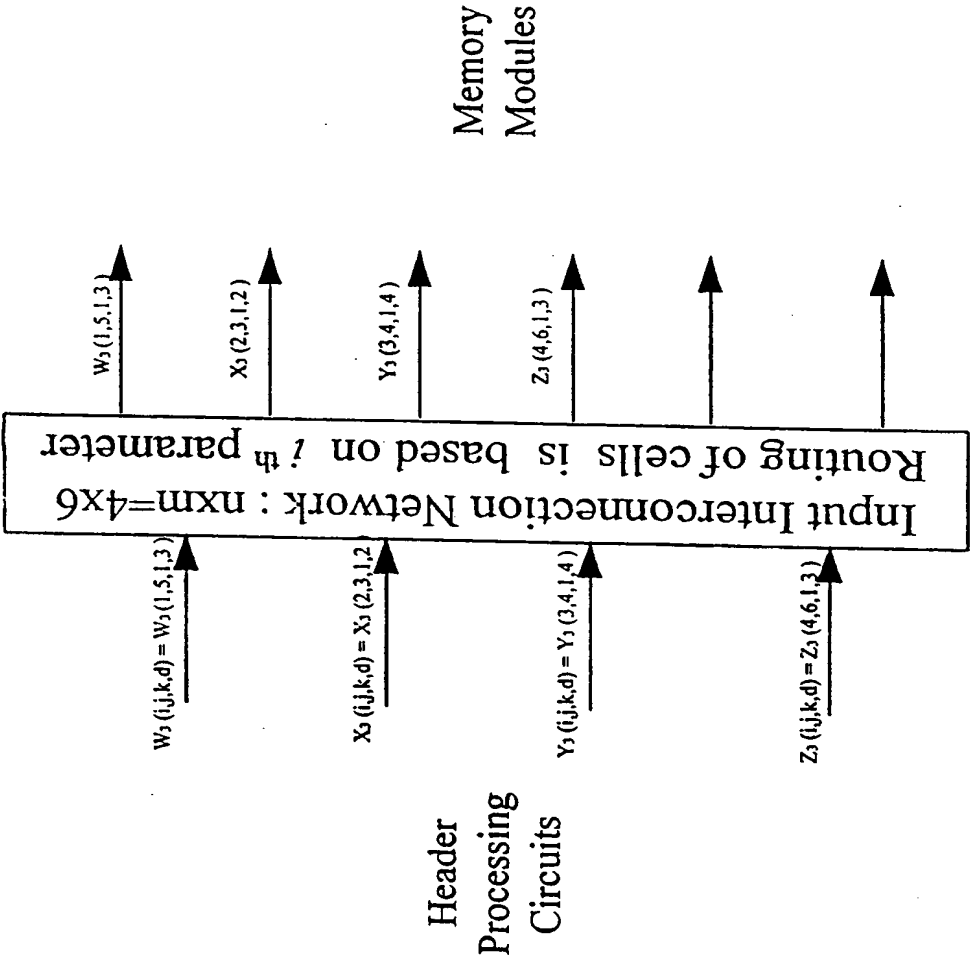 Header
Processing
Circuits
W3 (i,j,k,d) = W3 (1,5,1,3)
X3 (i,j,k,d) = X3 (2,3,1,2
Y3 (i,j,k,d) = Y3 (3,4,1,4)
Z3 (i,j,k,d) = Z3 (4,6,1,3)
Input Interconnection Network : nxm=4x6
Routing of cells is based on i th parameter
W3 (1,5,1,3 )
X3 (2,3,1,2 )
Y3 (3,4,1,4 )
Z3 (4,6,1,3 )
Memory
Modules